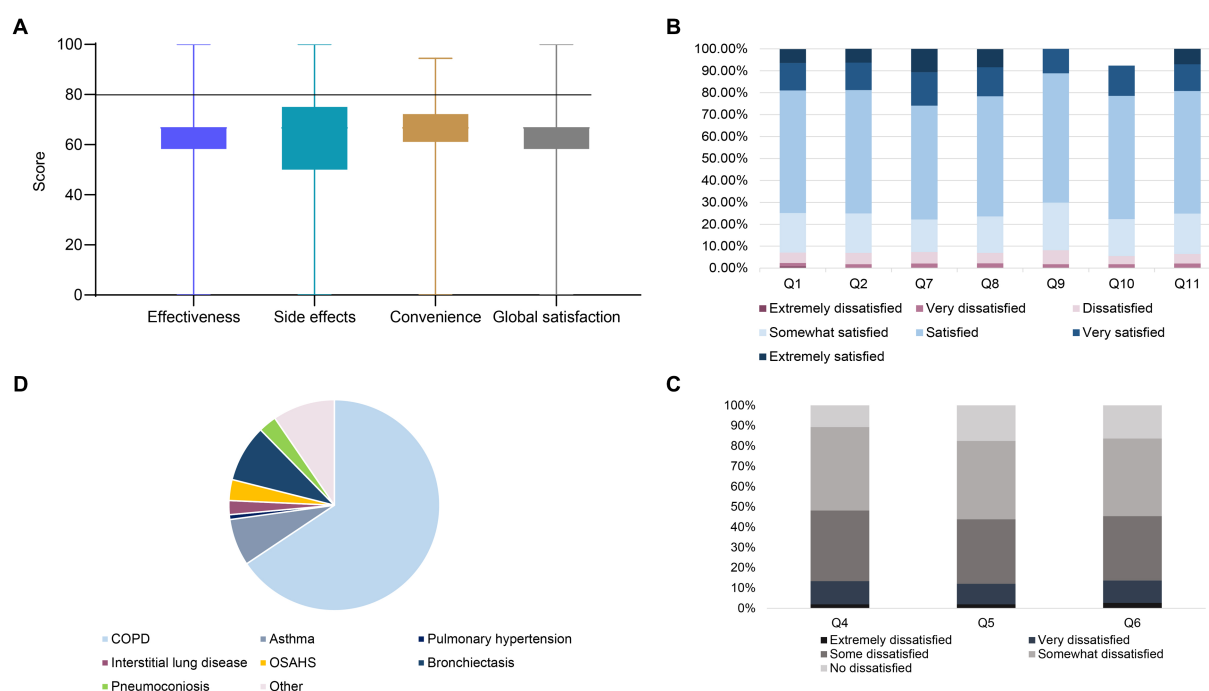 A
100
80
60
40
20
0
Score
Effectiveness Side effects Convenience Global satisfaction
B
100.00%
90.00%
80.00%
70.00%
60.00%
50.00%
40.00%
30.00%
20.00%
10.00%
0.00%
Q1 Q2 Q7 Q8 Q9 Q10 Q11
Extremely dissatisfied Very dissatisfied Dissatisfied
Somewhat satisfied Satisfied Very satisfied
Extremely satisfied
D
COPD Asthma Pulmonary hypertension
Interstitial lung disease OSAHS Bronchiectasis
Pneumoconiosis Other
C
100%
90%
80%
70%
60%
50%
40%
30%
20%
10%
0%
Q4 Q5 Q6
Extremely dissatisfied Very dissatisfied
Some dissatisfied Somewhat dissatisfied
No dissatisfied